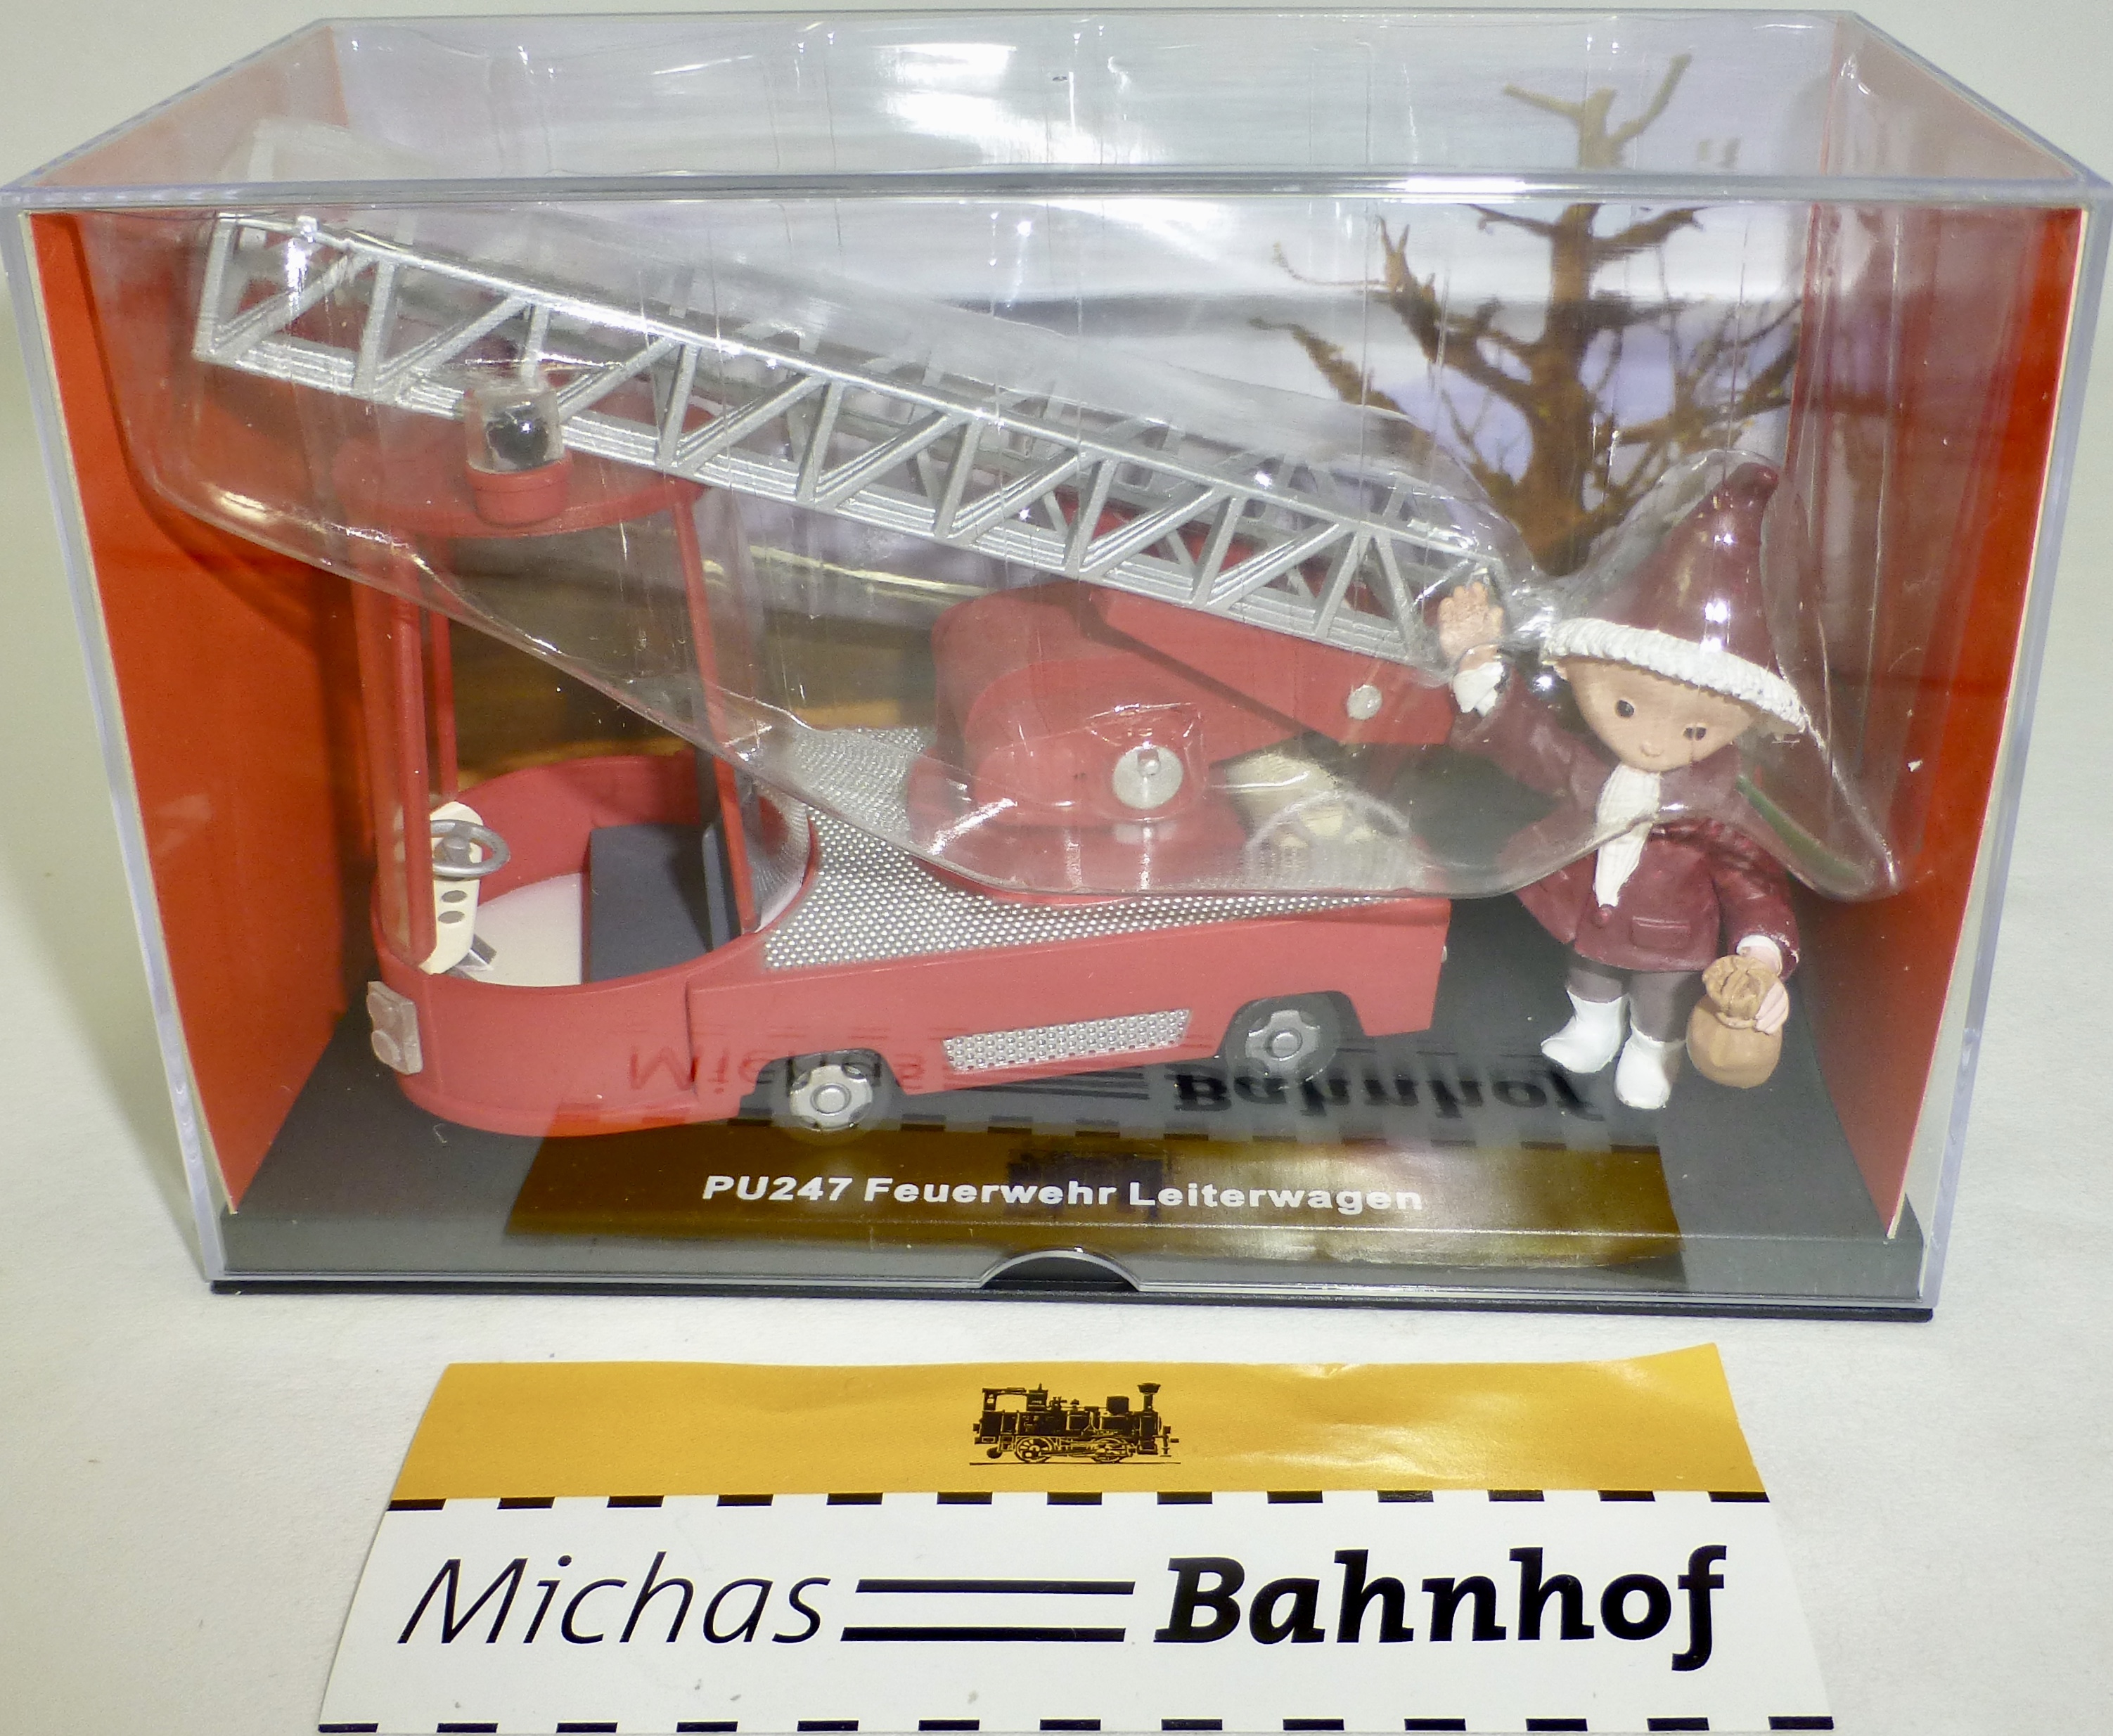 PU247 Feuerwehr Leiterwagen
Michas Bahnhof